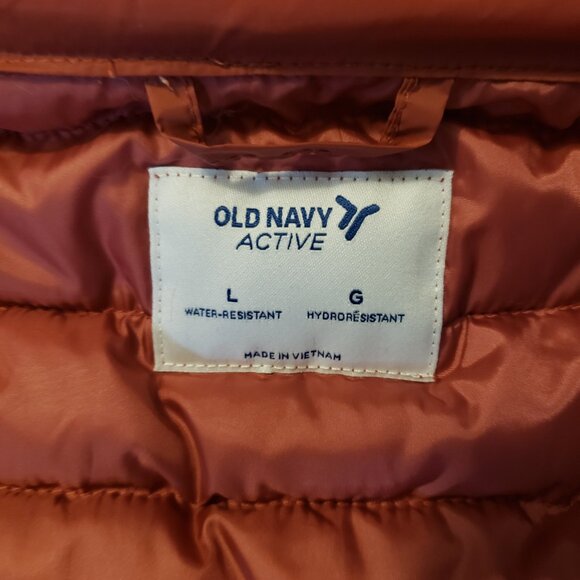 OLD NAVY
ACTIVE
L G
WATER-RESISTANT HYDRORÉSISTANT
MADE IN VIETNAM